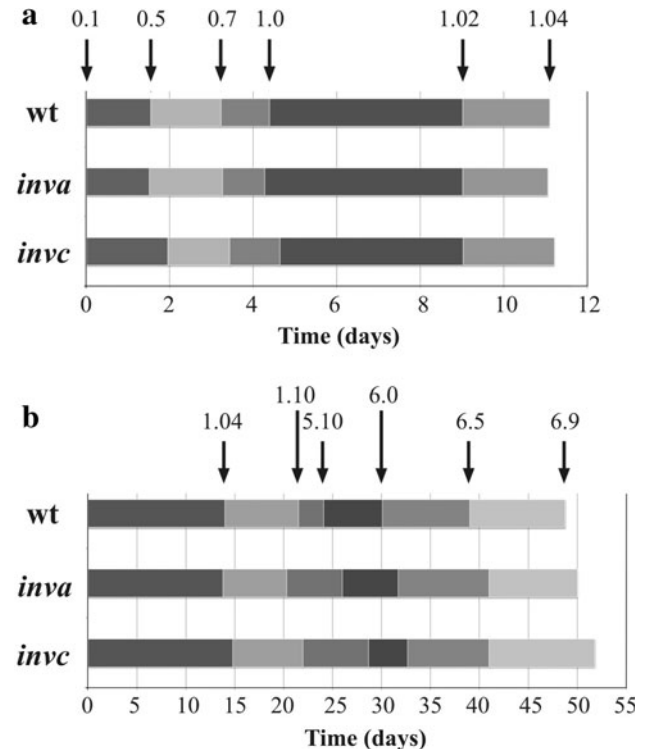 a
0.1 0.5 0.7 1.0 1.02 1.04
wt
inva
invc
0 2 4 6 8 10 12
Time (days)
b
1.10 6.0
1.04 5.10 6.5 6.9
wt
inva
invc
0 5 10 15 20 25 30 35 40 45 50 55
Time (days)